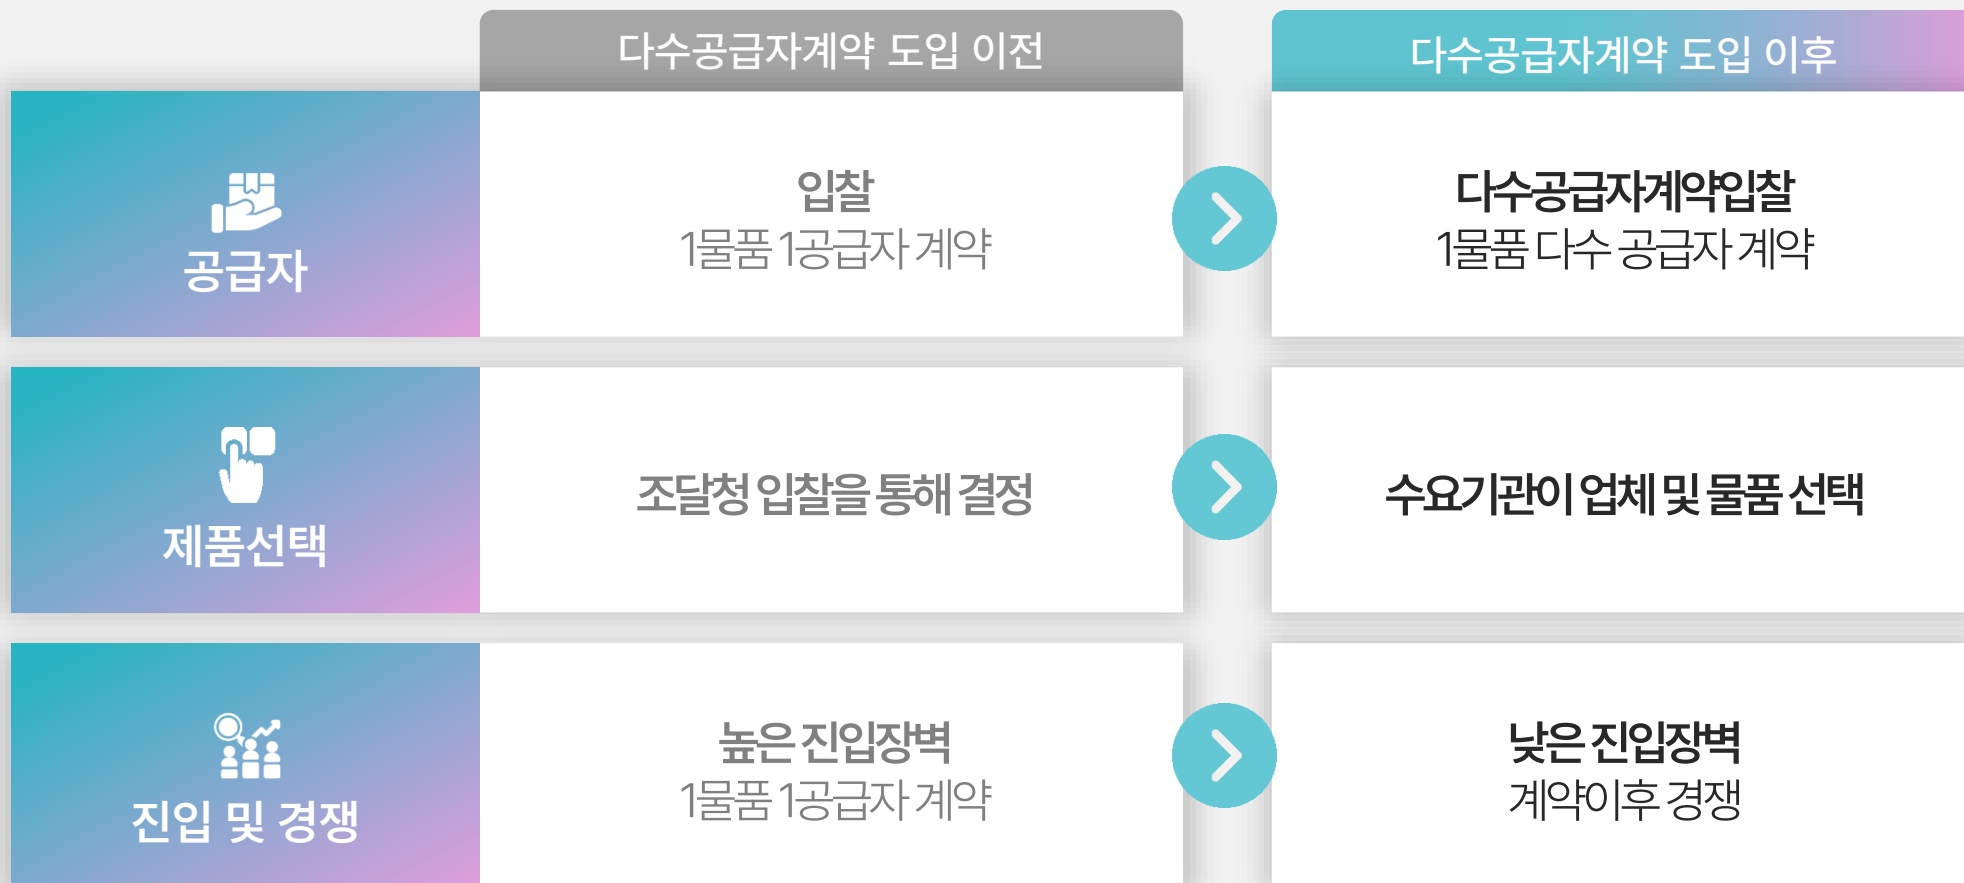 다수공급자계약 도입 이전
다수공급자계약 도입 이후
공급자
입찰
1물품 1공급자 계약
다수공급자계약입찰
1물품 다수 공급자 계약
제품선택
조달청 입찰을 통해 결정
수요기관이 업체 및 물품 선택
진입 및 경쟁
높은 진입장벽
1물품 1공급자 계약
낮은 진입장벽
계약이후 경쟁